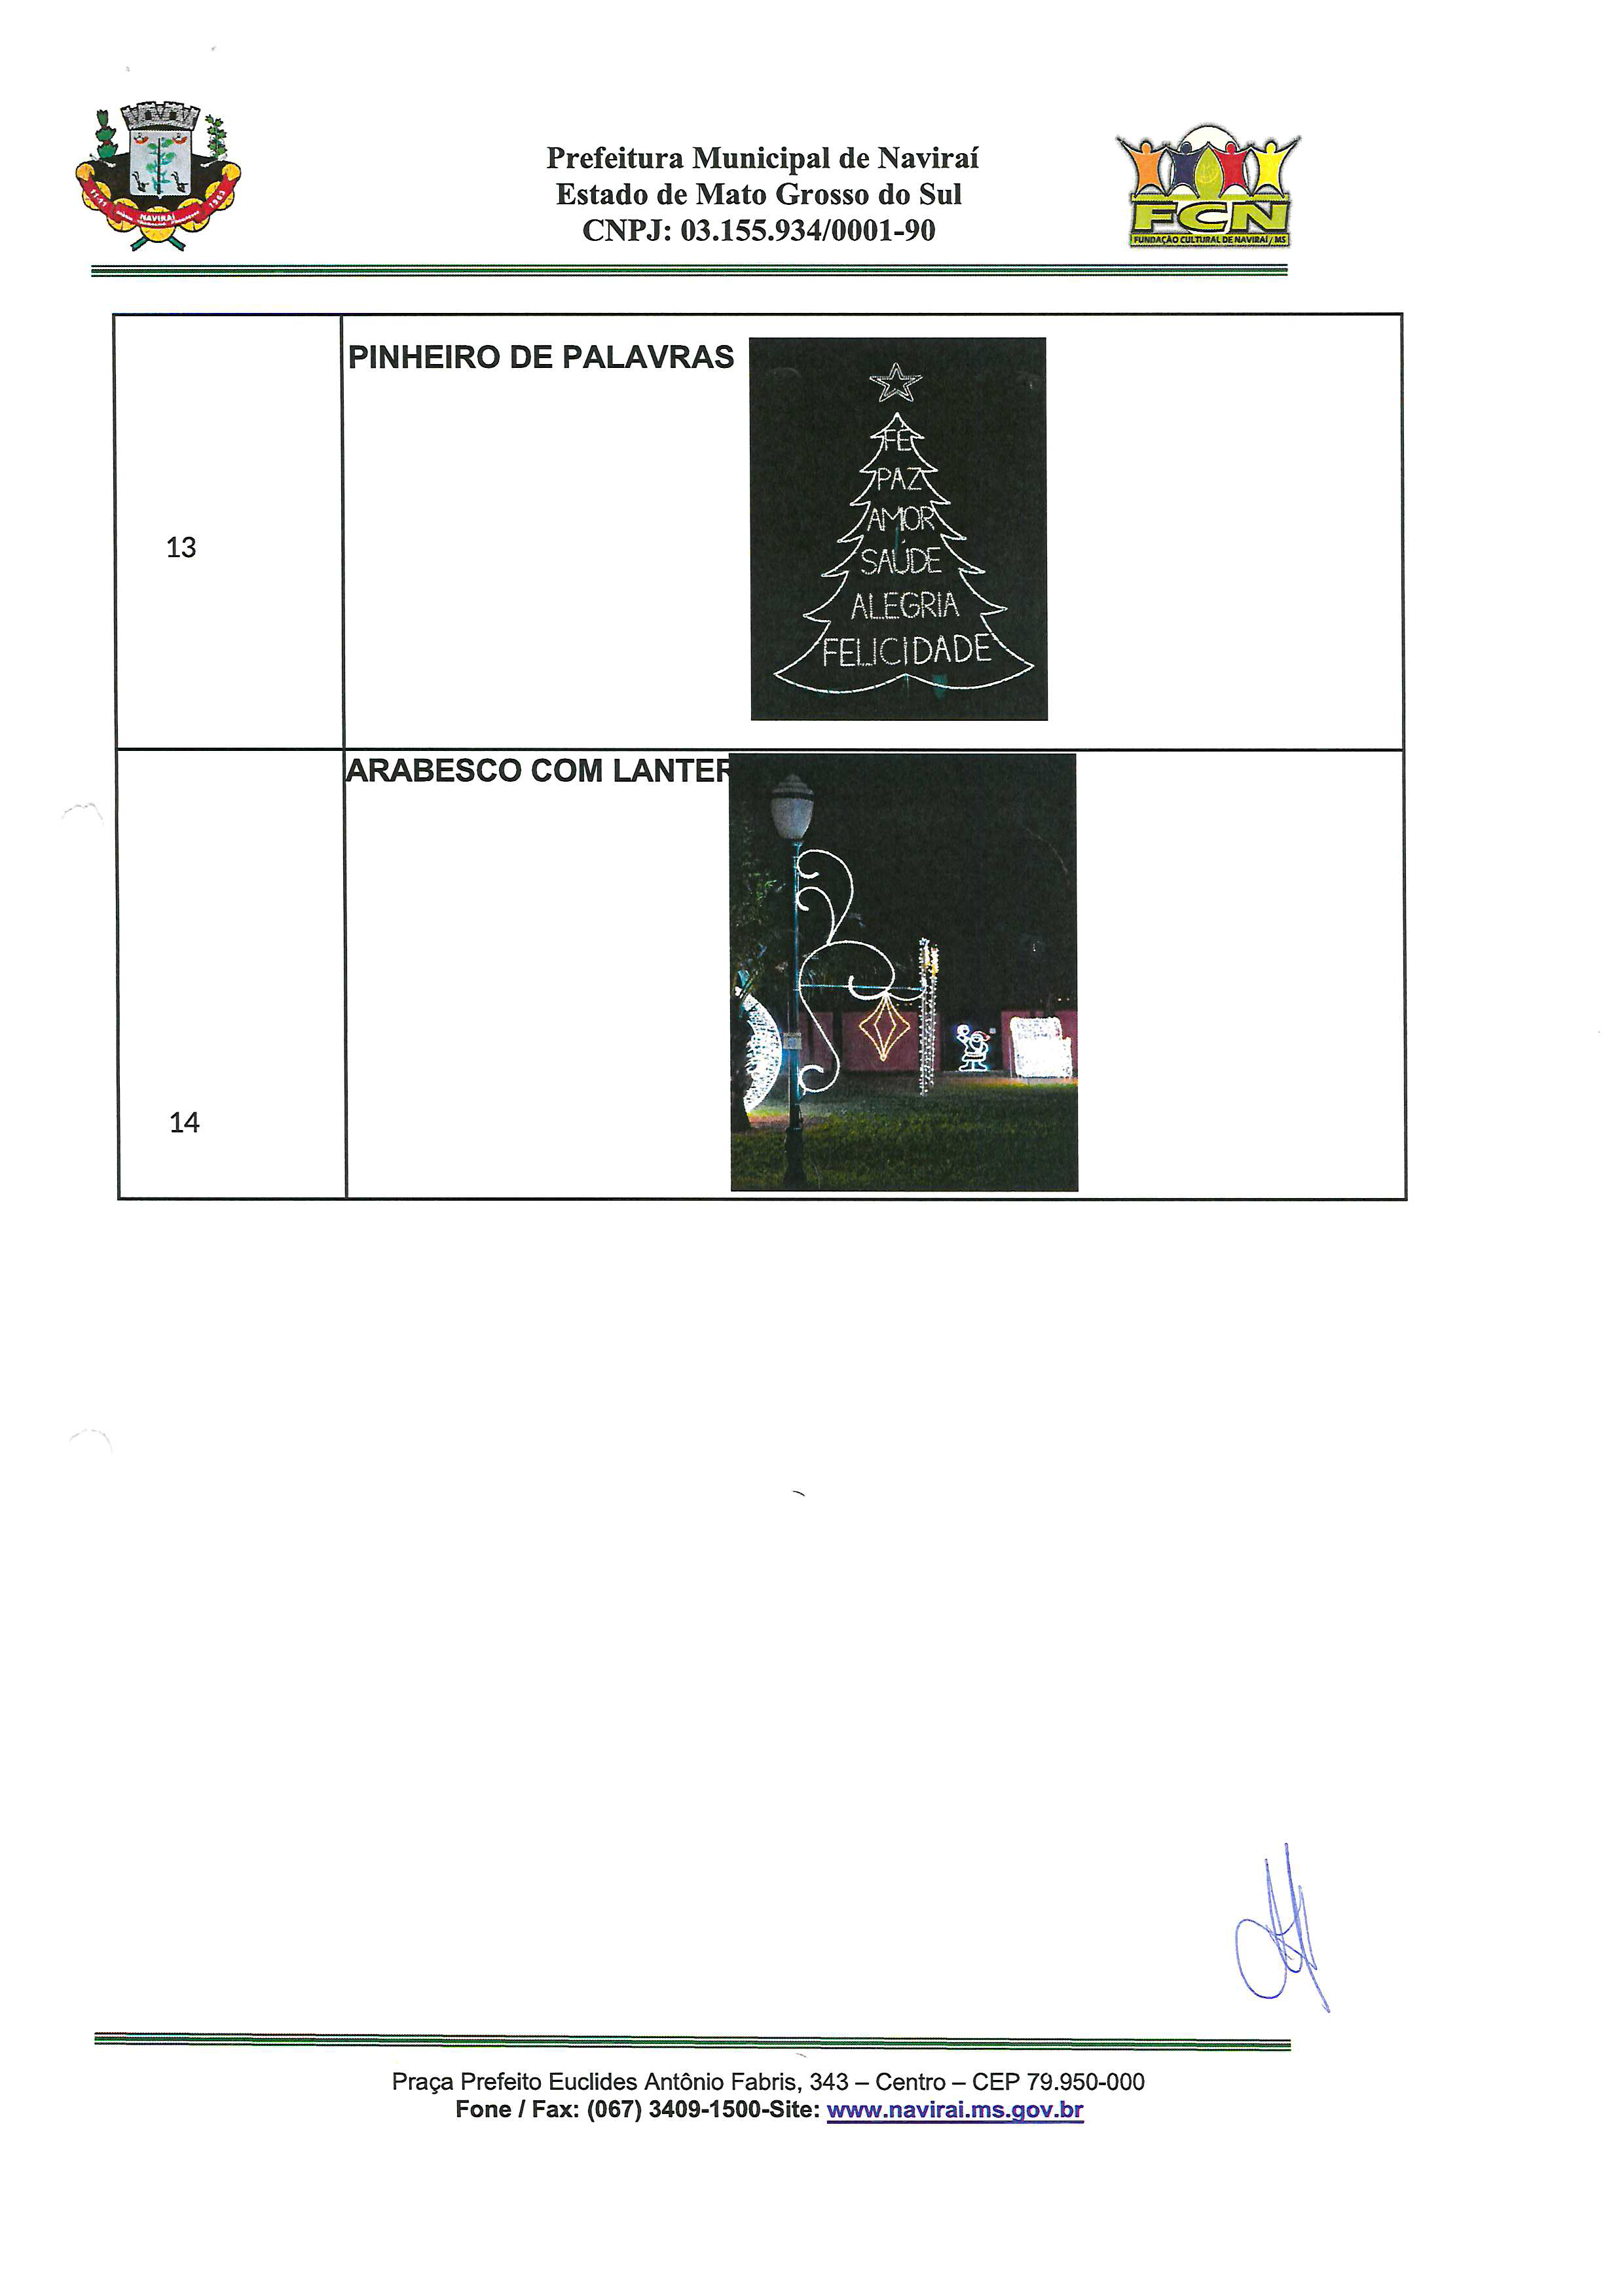 Prefeitura Municipal de Naviraí
Estado de Mato Grosso do Sul
CNPJ: 03.155.934/0001-90
NAVIRAI
FCN
FUNDAÇÃO CULTURAL DE NAVIRAÍ / MS
13
PINHEIRO DE PALAVRAS
FÉ
PAZ
AMOR
SAÚDE
ALEGRIA
FELICIDADE
ARABESCO COM LANTER
14
Praça Prefeito Euclides Antônio Fabris, 343 – Centro – CEP 79.950-000
Fone / Fax: (067) 3409-1500-Site: www.navirai.ms.gov.br